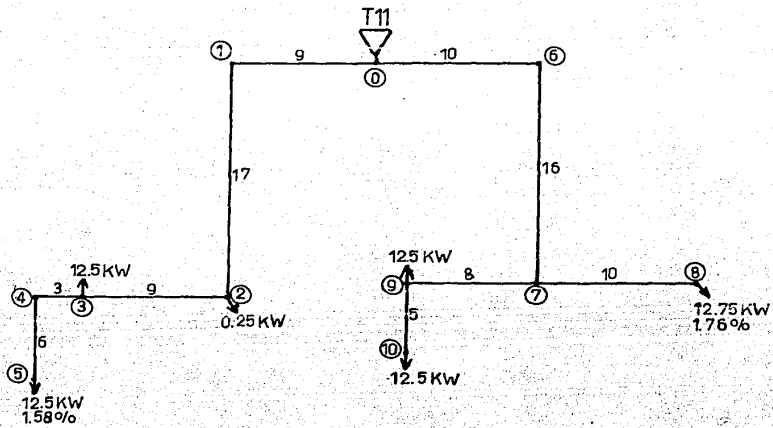 T11
① 9 ⓪ 10 ⑥
17
16
12.5 KW
12.5 KW
④ 3 ③ 9 ②
⑨ 8 ⑦ 10 ⑧
0.25 KW
12.75 KW
1.76%
6
5
⑤
⑩
12.5 KW
12.5 KW
1.58%